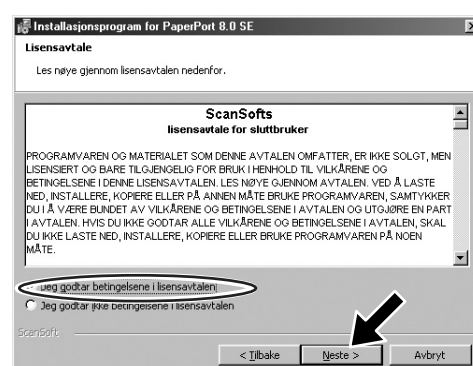 Installasjonsprogram for PaperPort 8.0 SE
Lisensavtale
Les nøye gjennom lisensavtalen nedenfor.
ScanSofts
lisensavtale for sluttbruker
PROGRAMVAREN OG MATERIALET SOM DENNE AVTALEN OMFATTER, ER IKKE SOLGT, MEN
LISENSIERT OG BARE TILGJENGELIG FOR BRUK I HENHOLD TIL VILKÅRENE OG
BETINGELSENE I DENNE LISENSAVTALEN. LES NØYE GJENNOM AVTALEN. VED Å LASTE
NED, INSTALLERE, KOPIERE ELLER PÅ ANNEN MÅTE BRUKE PROGRAMVAREN, SAMTYKKER
DU I Å VÆRE BUNDET AV VILKÅRENE OG BETINGELSENE I AVTALEN OG UTGJØRE EN PART
I AVTALEN. HVIS DU IKKE GODTAR ALLE VILKÅRENE OG BETINGELSENE I AVTALEN, SKAL
DU IKKE LASTE NED, INSTALLERE, KOPIERE ELLER BRUKE PROGRAMVAREN PÅ NOEN
MÅTE.
Jeg godtar betingelsene i lisensavtalen
Jeg godtar ikke betingelsene i lisensavtalen
ScanSoft
< Tilbake Neste > Avbryt